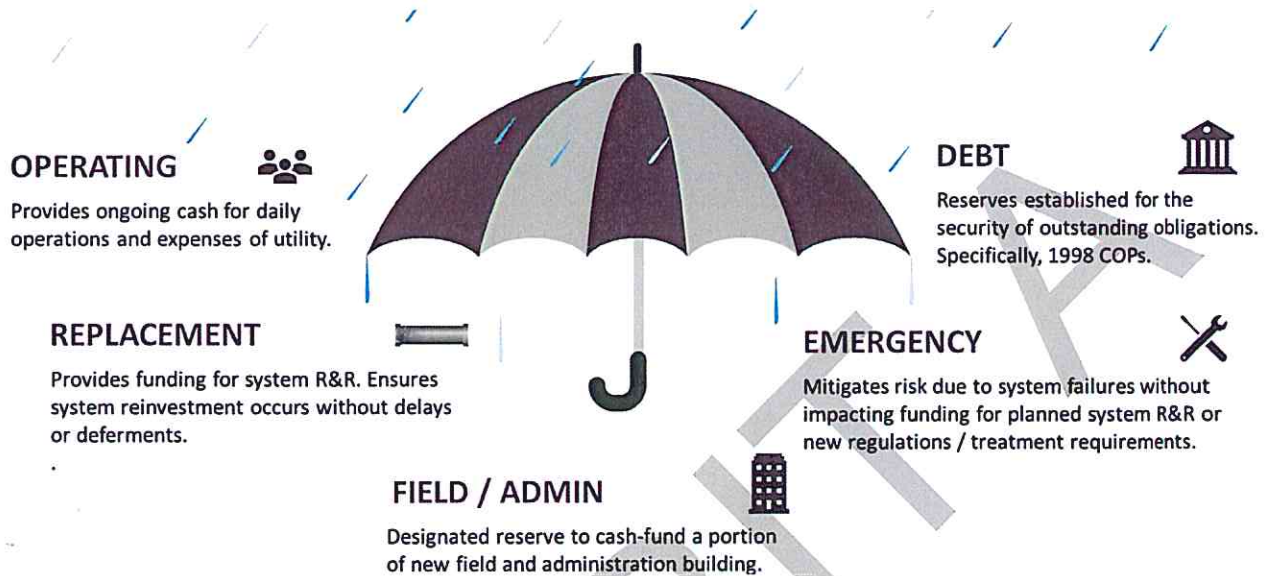 OPERATING
Provides ongoing cash for daily
operations and expenses of utility.
DEBT
Reserves established for the
security of outstanding obligations.
Specifically, 1998 COPs.
REPLACEMENT
Provides funding for system R&R. Ensures
system reinvestment occurs without delays
or deferments.
.
EMERGENCY
Mitigates risk due to system failures without
impacting funding for planned system R&R or
new regulations / treatment requirements.
FIELD / ADMIN
Designated reserve to cash-fund a portion
of new field and administration building.